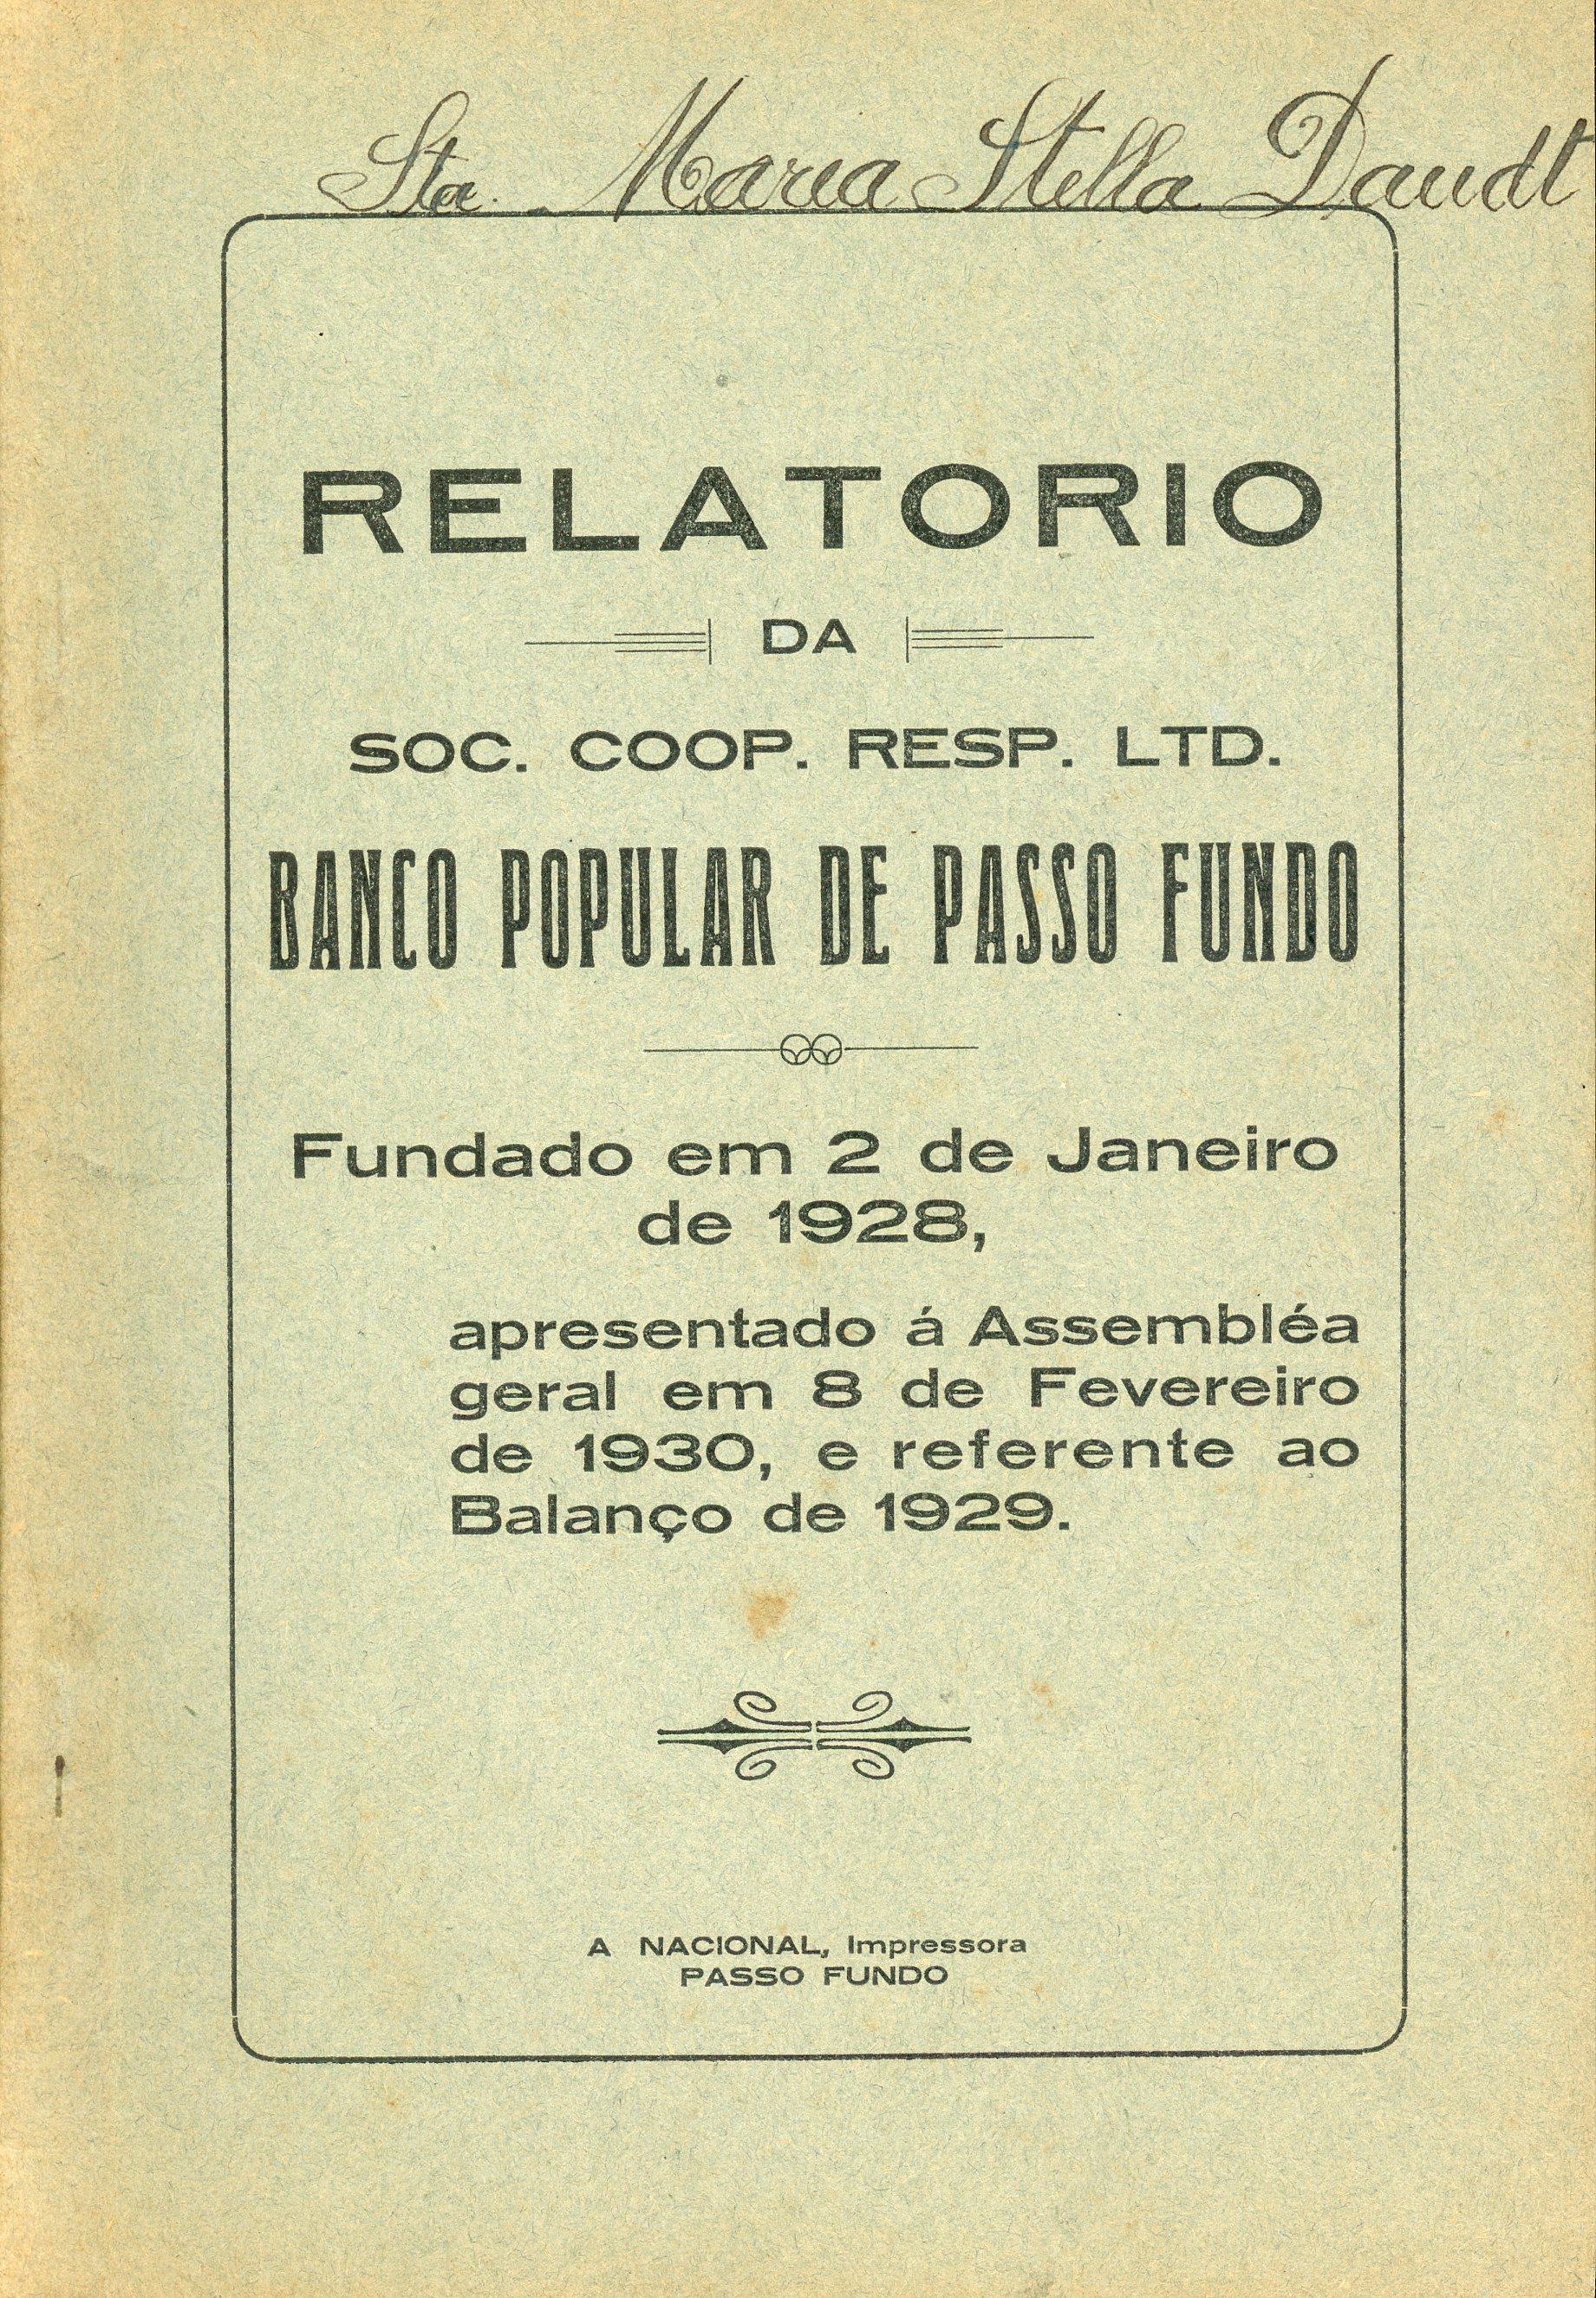 Sta. Maria Stella Daudt
RELATORIO
DA
SOC. COOP. RESP. LTD.
BANCO POPULAR DE PASSO FUNDO
Fundado em 2 de Janeiro
de 1928,
apresentado á Assembléa
geral em 8 de Fevereiro
de 1930, e referente ao
Balanço de 1929.
A NACIONAL, Impressora
PASSO FUNDO